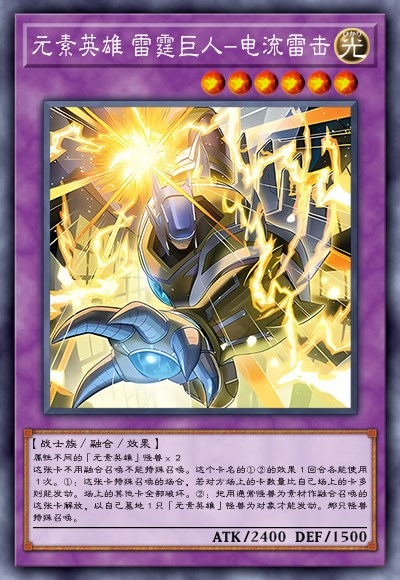 元素英雄 雷霆巨人-电流雷击
光
【战士族/融合/效果】
属性不同的「元素英雄」怪兽×2
这张卡不用融合召唤不能特殊召唤。这个卡名的①②的效果1回合各能使用
1次。①：这张卡特殊召唤的场合，若对方场上的卡数量比自己场上的卡多
则能发动。场上的其他卡全部破坏。②：把用通常怪兽为素材作融合召唤的
这张卡解放，以自己墓地1只「元素英雄」怪兽为对象才能发动。那只怪兽
特殊召唤。
ATK/2400 DEF/1500